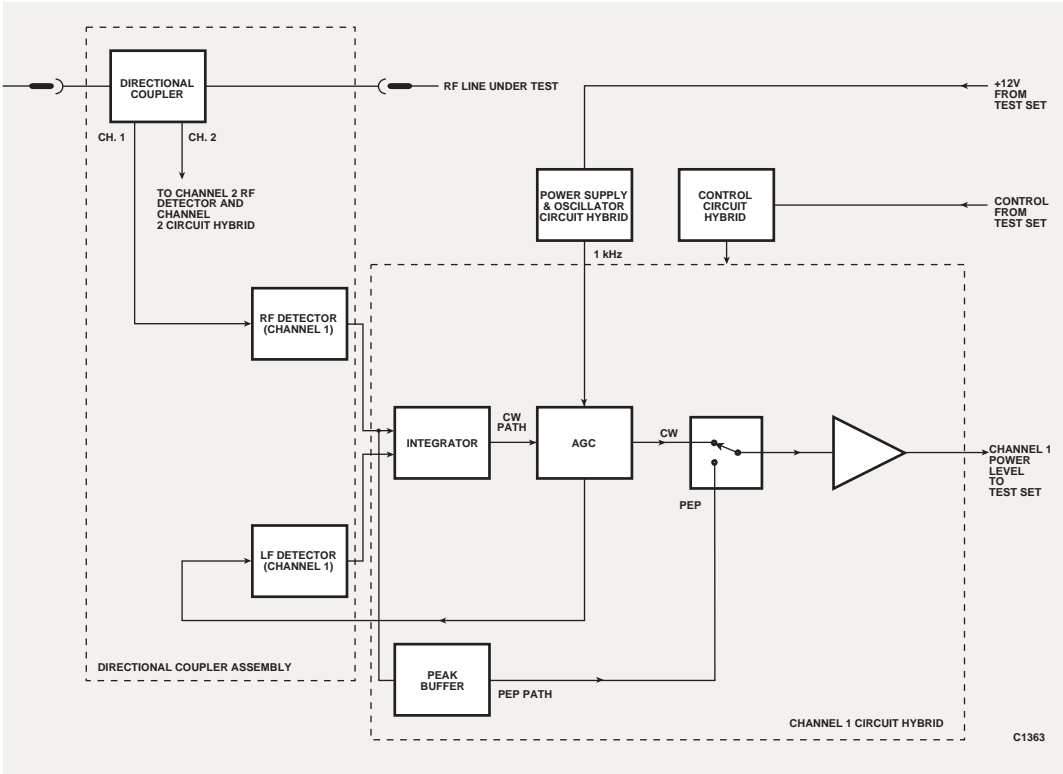 DIRECTIONAL
COUPLER
RF LINE UNDER TEST
+12V
FROM
TEST SET
CH. 1
CH. 2
TO CHANNEL 2 RF
DETECTOR AND
CHANNEL
2 CIRCUIT HYBRID
POWER SUPPLY
& OSCILLATOR
CIRCUIT HYBRID
CONTROL
CIRCUIT
HYBRID
CONTROL
FROM
TEST SET
1 kHz
RF DETECTOR
(CHANNEL 1)
INTEGRATOR
CW
PATH
AGC
CW
PEP
CHANNEL 1
POWER
LEVEL
TO
TEST SET
LF DETECTOR
(CHANNEL 1)
DIRECTIONAL COUPLER ASSEMBLY
PEAK
BUFFER
PEP PATH
CHANNEL 1 CIRCUIT HYBRID
C1363